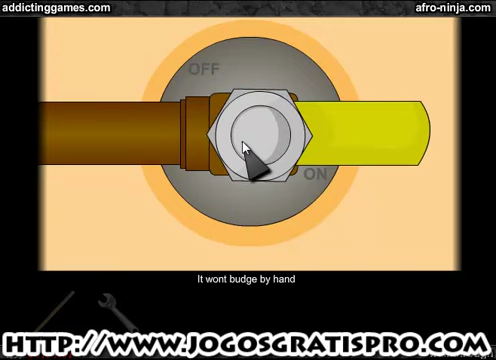 addictinggames.com
afro-ninja.com
OFF
ON
It wont budge by hand
HTTP://WWW.JOGOSGRATISPRO.COM